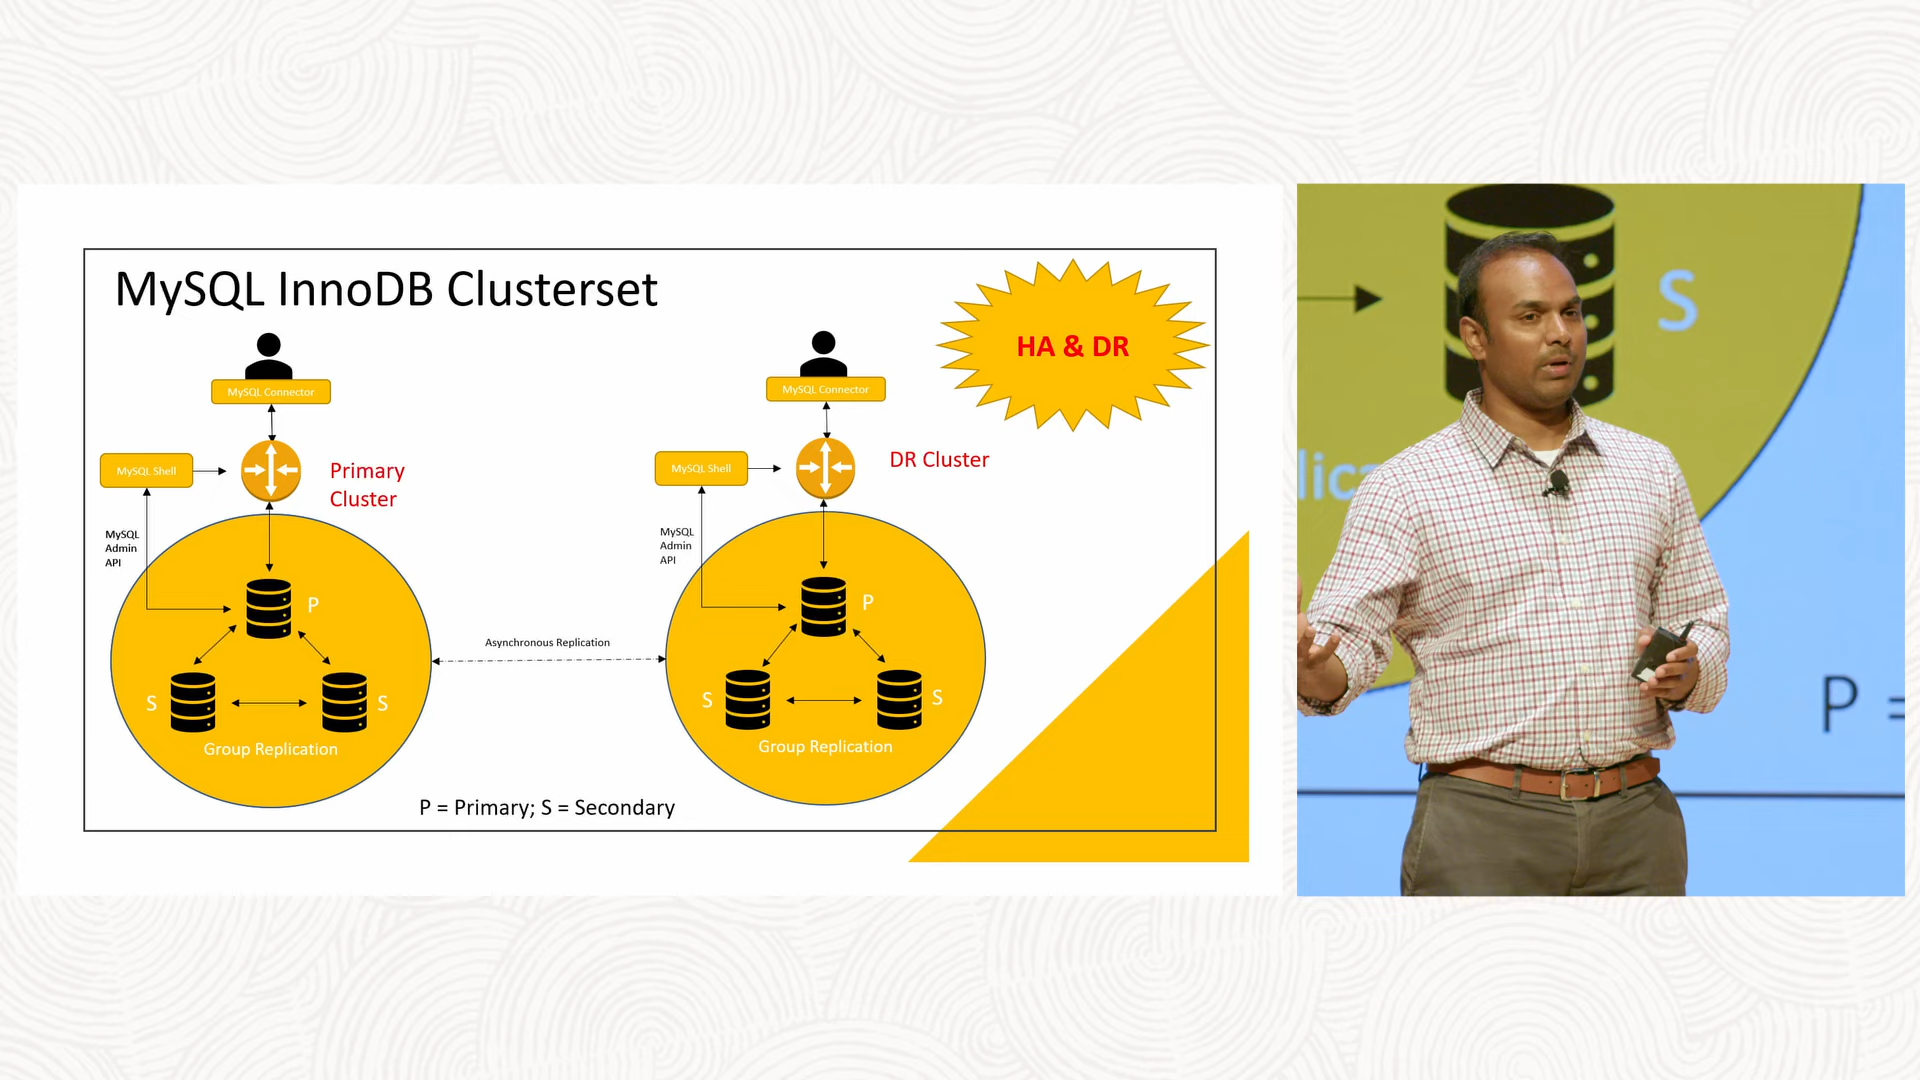 MySQL InnoDB Clusterset
HA & DR
MySQL Connector
MySQL Shell
Primary
Cluster
MySQL
Admin
API
P
S
S
Group Replication
Asynchronous Replication
MySQL Connector
MySQL Shell
DR Cluster
MySQL
Admin
API
P
S
S
Group Replication
P = Primary; S = Secondary
S
lica
P =